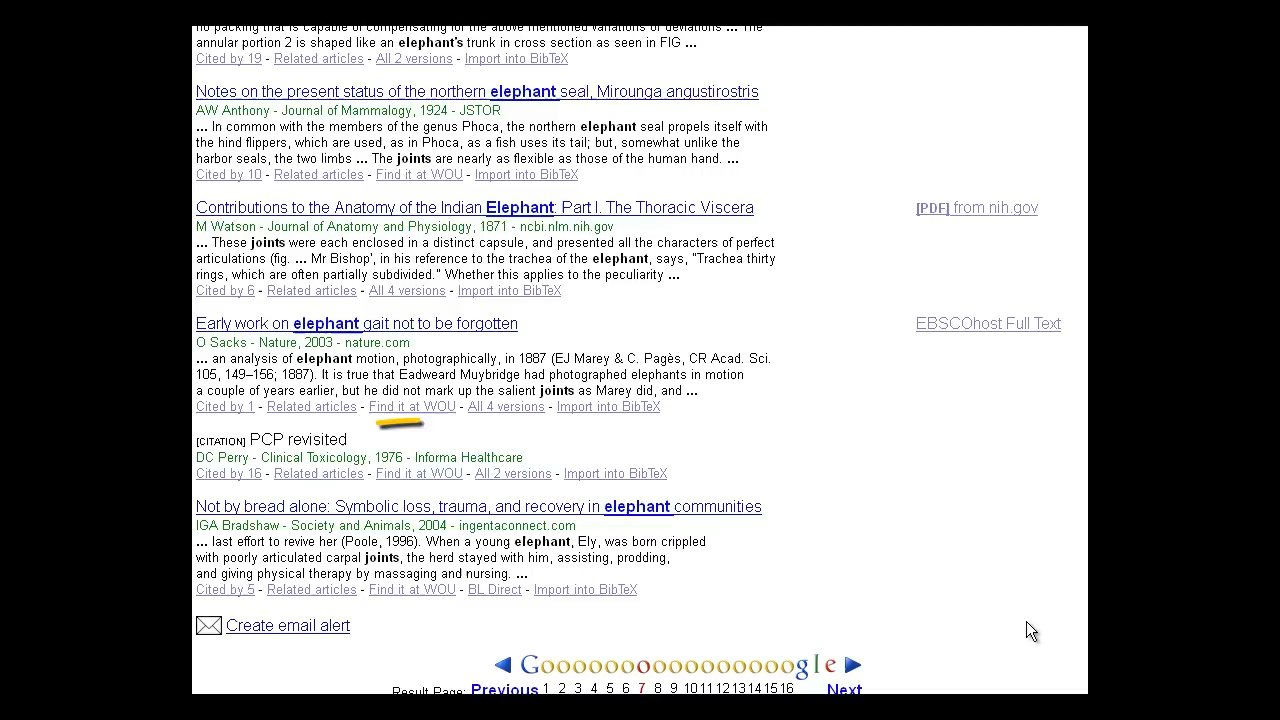 no packing that is capable of compensating for the above mentioned variations or deviations ... The
annular portion 2 is shaped like an elephant's trunk in cross section as seen in FIG ...
Cited by 19 - Related articles - All 2 versions - Import into BibTeX
Notes on the present status of the northern elephant seal, Mirounga angustirostris
AW Anthony - Journal of Mammalogy, 1924 - JSTOR
... In common with the members of the genus Phoca, the northern elephant seal propels itself with
the hind flippers, which are used, as in Phoca, as a fish uses its tail; but, somewhat unlike the
harbor seals, the two limbs ... The joints are nearly as flexible as those of the human hand. ...
Cited by 10 - Related articles - Find it at WOU - Import into BibTeX
Contributions to the Anatomy of the Indian Elephant: Part I. The Thoracic Viscera
[PDF] from nih.gov
M Watson - Journal of Anatomy and Physiology, 1871 - ncbi.nlm.nih.gov
... These joints were each enclosed in a distinct capsule, and presented all the characters of perfect
articulations (fig. ... Mr Bishop', in his reference to the trachea of the elephant, says, "Trachea thirty
rings, which are often partially subdivided." Whether this applies to the peculiarity ...
Cited by 6 - Related articles - All 4 versions - Import into BibTeX
Early work on elephant gait not to be forgotten
EBSCOhost Full Text
O Sacks - Nature, 2003 - nature.com
... an analysis of elephant motion, photographically, in 1887 (EJ Marey & C. Pagès, CR Acad. Sci.
105, 149–156; 1887). It is true that Eadweard Muybridge had photographed elephants in motion
a couple of years earlier, but he did not mark up the salient joints as Marey did, and ...
Cited by 1 - Related articles - Find it at WOU - All 4 versions - Import into BibTeX
[CITATION] PCP revisited
DC Perry - Clinical Toxicology, 1976 - Informa Healthcare
Cited by 16 - Related articles - Find it at WOU - All 2 versions - Import into BibTeX
Not by bread alone: Symbolic loss, trauma, and recovery in elephant communities
IGA Bradshaw - Society and Animals, 2004 - ingentaconnect.com
... last effort to revive her (Poole, 1996). When a young elephant, Ely, was born crippled
with poorly articulated carpal joints, the herd stayed with him, assisting, prodding,
and giving physical therapy by massaging and nursing. ...
Cited by 5 - Related articles - Find it at WOU - BL Direct - Import into BibTeX
Create email alert
Goooooooooooooooogle
Result Page: Previous 1 2 3 4 5 6 7 8 9 10 11 12 13 14 15 16 Next